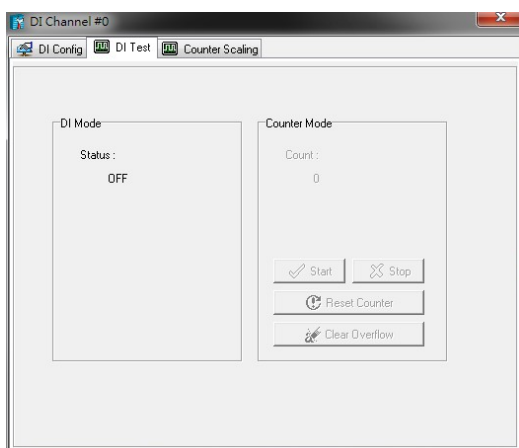 DI Channel #0
DI Config DI Test Counter Scaling
DI Mode
Status :
OFF
Counter Mode
Count :
0
Start Stop
Reset Counter
Clear Overflow